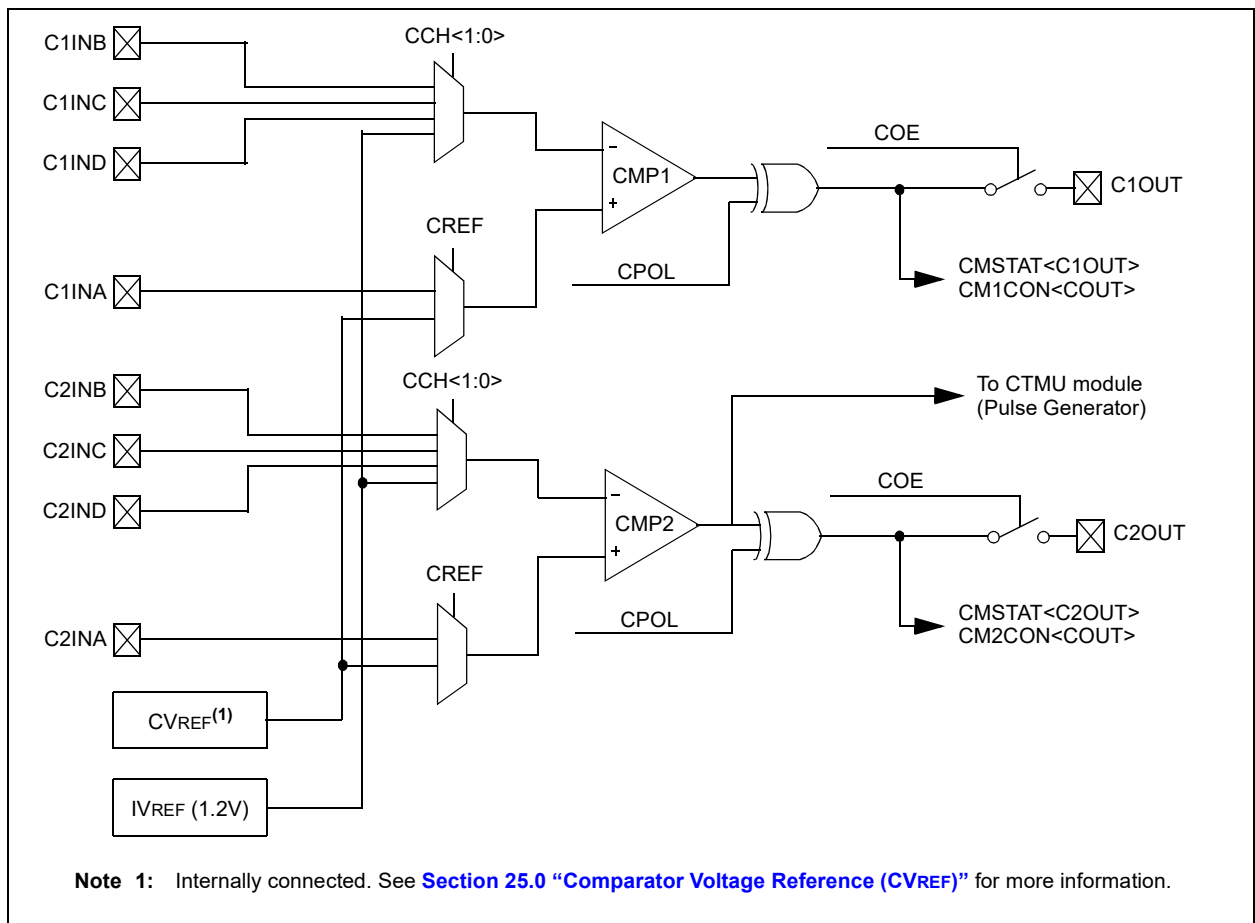 C1INB
C1INC
C1IND
C1INA
CCH<1:0>
CREF
-
CMP1
+
CPOL
COE
C1OUT
CMSTAT<C1OUT>
CM1CON<COUT>
C2INB
C2INC
C2IND
C2INA
CCH<1:0>
CREF
-
CMP2
+
CPOL
To CTMU module
(Pulse Generator)
COE
C2OUT
CMSTAT<C2OUT>
CM2CON<COUT>
CVREF(1)
IVREF (1.2V)
Note 1: Internally connected. See Section 25.0 “Comparator Voltage Reference (CVREF)” for more information.